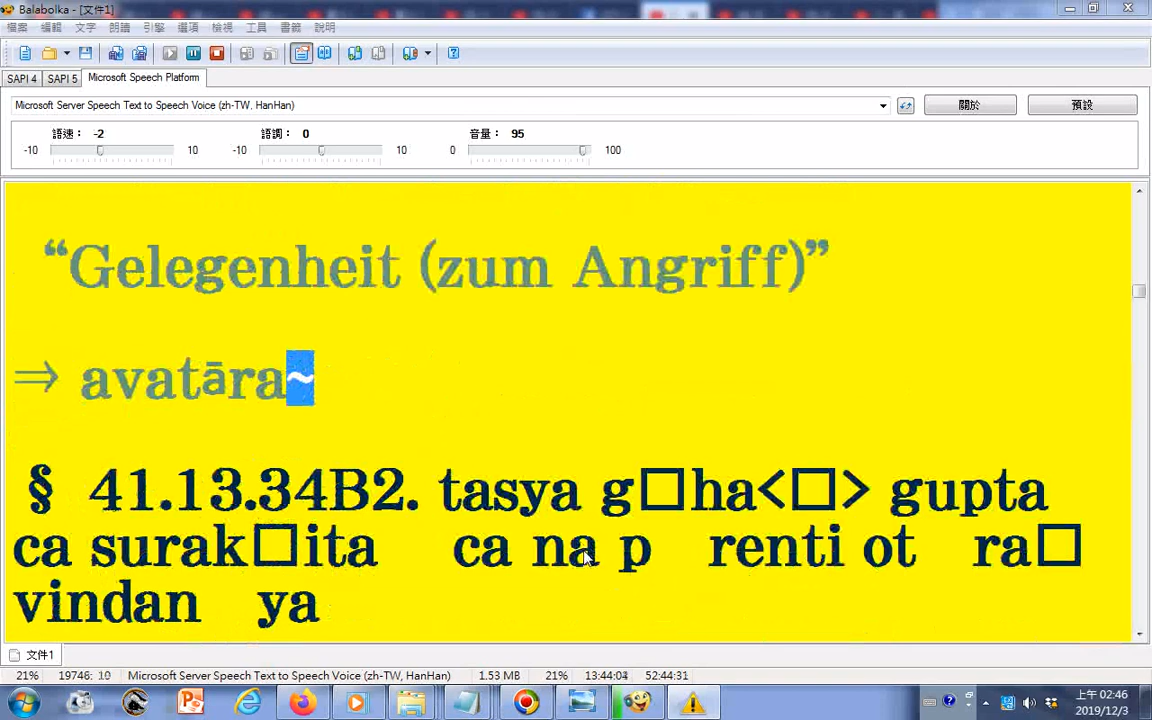 Balabolka - [文件1]
檔案 編輯 文字 朗讀 引擎 選項 檢視 工具 書籤 說明
SAPI 4 SAPI 5 Microsoft Speech Platform
Microsoft Server Speech Text to Speech Voice (zh-TW, HanHan)
關於
預設
語速： -2 語調： 0 音量： 95
-10 10 -10 10 0 100
“Gelegenheit (zum Angriff)”
⇒ avatāra~
§ 41.13.34B2. tasya g□ha<□> gupta
ca surak□ita ca na p renti ot ra□
vindan ya
文件1
21% 19746: 10 Microsoft Server Speech Text to Speech Voice (zh-TW, HanHan) 1.53 MB 21% 13:44:04 52:44:31
上午 02:46
2019/12/3